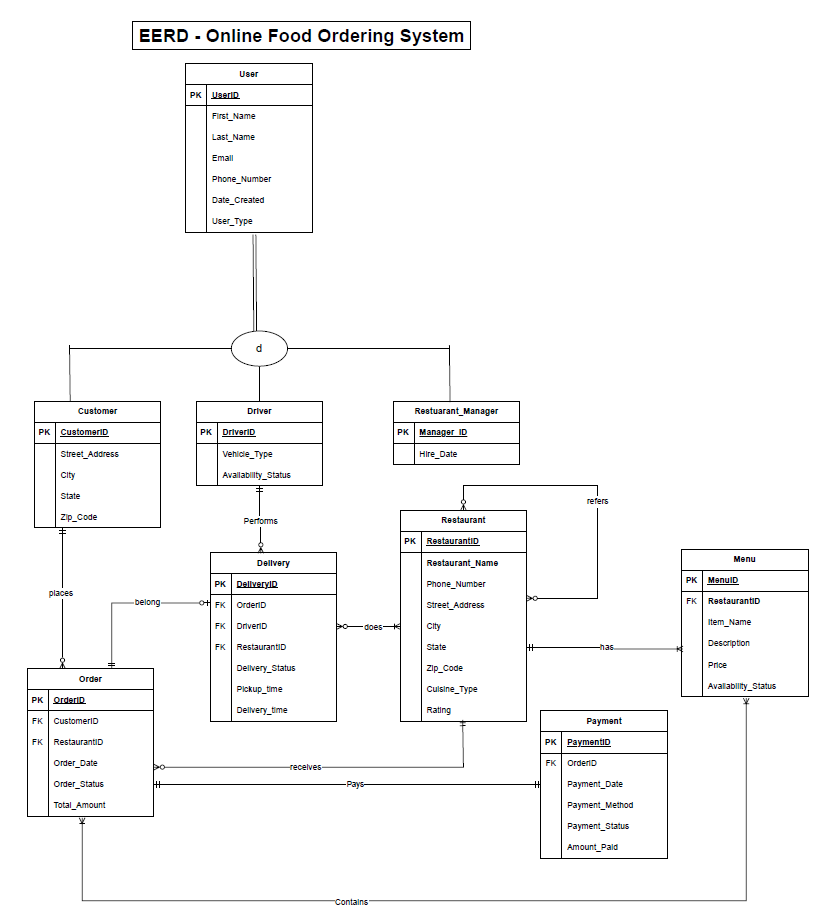 EERD - Online Food Ordering System
User
PK UserID
First_Name
Last_Name
Email
Phone_Number
Date_Created
User_Type
d
Customer
PK CustomerID
Street_Address
City
State
Zip_Code
Driver
PK DriverID
Vehicle_Type
Availability_Status
Restuarant_Manager
PK Manager_ID
Hire_Date
places
Performs
refers
belong
does
has
Delivery
PK DeliveryID
FK OrderID
FK DriverID
FK RestaurantID
Delivery_Status
Pickup_time
Delivery_time
Restaurant
PK RestaurantID
Restaurant_Name
Phone_Number
Street_Address
City
State
Zip_Code
Cuisine_Type
Rating
Menu
PK MenuID
FK RestaurantID
Item_Name
Description
Price
Availability_Status
Order
PK OrderID
FK CustomerID
FK RestaurantID
Order_Date
Order_Status
Total_Amount
receives
Pays
Payment
PK PaymentID
FK OrderID
Payment_Date
Payment_Method
Payment_Status
Amount_Paid
Contains